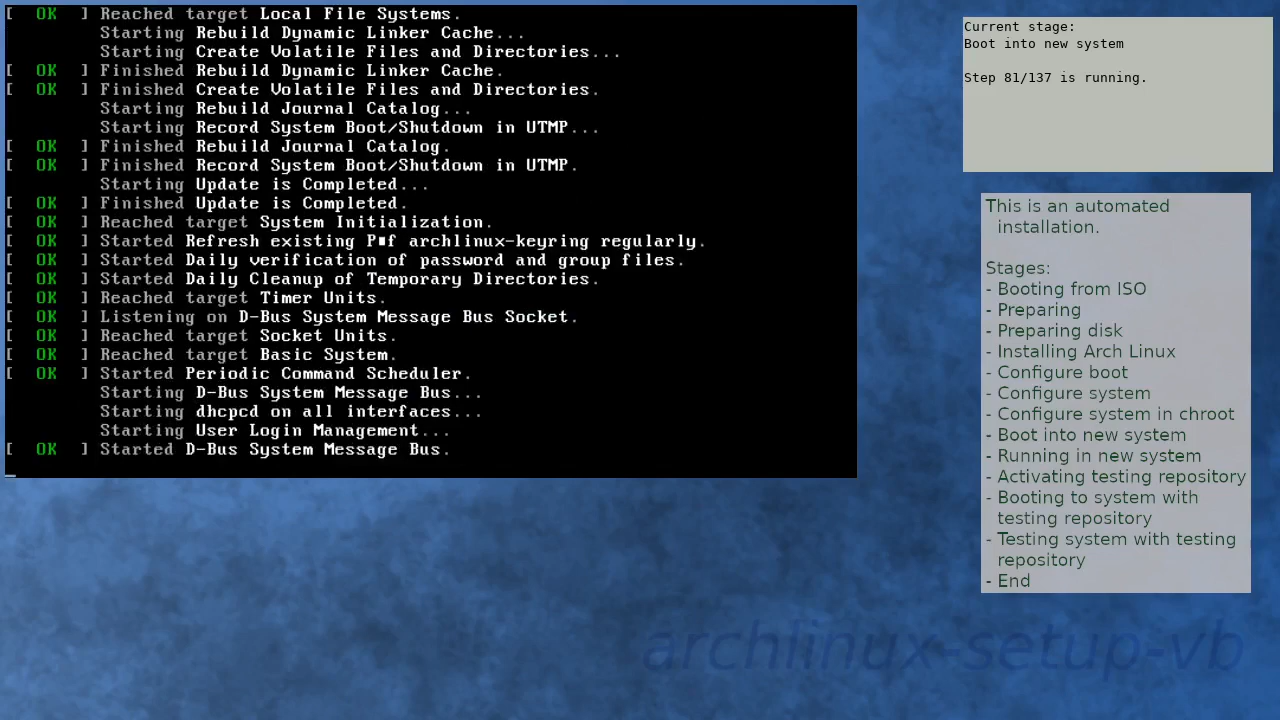 [  OK  ] Reached target Local File Systems.
Starting Rebuild Dynamic Linker Cache...
Starting Create Volatile Files and Directories...
[  OK  ] Finished Rebuild Dynamic Linker Cache.
[  OK  ] Finished Create Volatile Files and Directories.
Starting Rebuild Journal Catalog...
Starting Record System Boot/Shutdown in UTMP...
[  OK  ] Finished Rebuild Journal Catalog.
[  OK  ] Finished Record System Boot/Shutdown in UTMP.
Starting Update is Completed...
[  OK  ] Finished Update is Completed.
[  OK  ] Reached target System Initialization.
[  OK  ] Started Refresh existing P■f archlinux-keyring regularly.
[  OK  ] Started Daily verification of password and group files.
[  OK  ] Started Daily Cleanup of Temporary Directories.
[  OK  ] Reached target Timer Units.
[  OK  ] Listening on D-Bus System Message Bus Socket.
[  OK  ] Reached target Socket Units.
[  OK  ] Reached target Basic System.
[  OK  ] Started Periodic Command Scheduler.
Starting D-Bus System Message Bus...
Starting dhcpcd on all interfaces...
Starting User Login Management...
[  OK  ] Started D-Bus System Message Bus.
Current stage:
Boot into new system
Step 81/137 is running.
This is an automated
installation.
Stages:
- Booting from ISO
- Preparing
- Preparing disk
- Installing Arch Linux
- Configure boot
- Configure system
- Configure system in chroot
- Boot into new system
- Running in new system
- Activating testing repository
- Booting to system with
testing repository
- Testing system with testing
repository
- End
archlinux-setup-vb